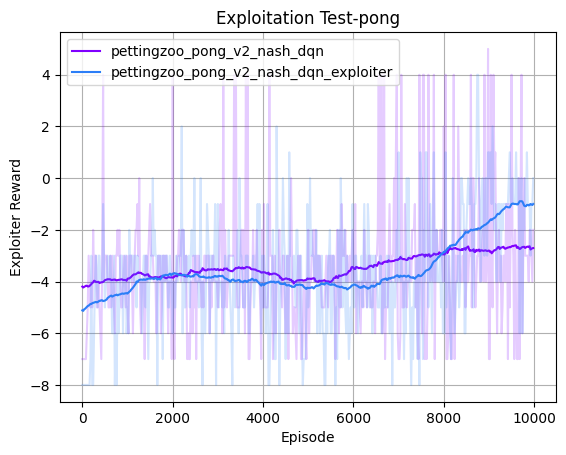 Exploitation Test-pong
pettingzoo_pong_v2_nash_dqn
pettingzoo_pong_v2_nash_dqn_exploiter
4
2
0
−2
−4
−6
−8
Exploiter Reward
0 2000 4000 6000 8000 10000
Episode